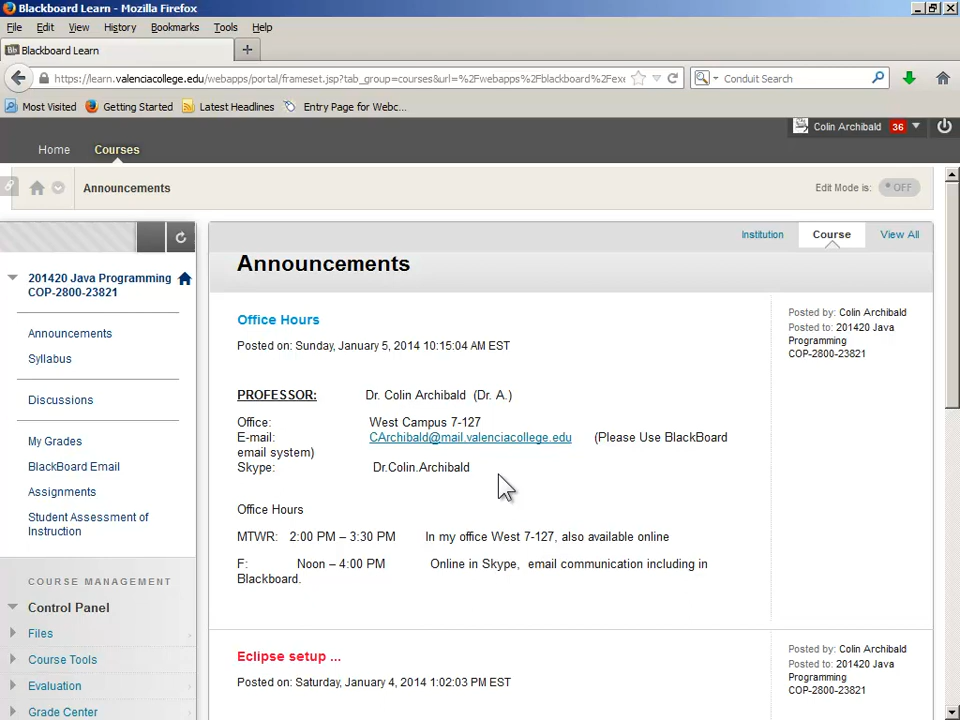 Blackboard Learn - Mozilla Firefox
File Edit View History Bookmarks Tools Help
Bb Blackboard Learn
https://learn.valenciacollege.edu/webapps/portal/frameset.jsp?tab_group=courses&url=%2Fwebapps%2Fblackboard%2Fexe
Conduit Search
Most Visited Getting Started Latest Headlines Entry Page for Webc...
Colin Archibald 36
Home Courses
Announcements
Edit Mode is: OFF
Institution Course View All
Announcements
201420 Java Programming
COP-2800-23821
Announcements
Syllabus
Discussions
My Grades
BlackBoard Email
Assignments
Student Assessment of
Instruction
COURSE MANAGEMENT
Control Panel
Files
Course Tools
Evaluation
Grade Center
Office Hours
Posted on: Sunday, January 5, 2014 10:15:04 AM EST
PROFESSOR: Dr. Colin Archibald (Dr. A.)
Office: West Campus 7-127
E-mail: CArchibald@mail.valenciacollege.edu (Please Use BlackBoard
email system)
Skype: Dr.Colin.Archibald
Office Hours
MTWR: 2:00 PM – 3:30 PM In my office West 7-127, also available online
F: Noon – 4:00 PM Online in Skype, email communication including in
Blackboard.
Posted by: Colin Archibald
Posted to: 201420 Java
Programming
COP-2800-23821
Eclipse setup ...
Posted on: Saturday, January 4, 2014 1:02:03 PM EST
Posted by: Colin Archibald
Posted to: 201420 Java
Programming
COP-2800-23821